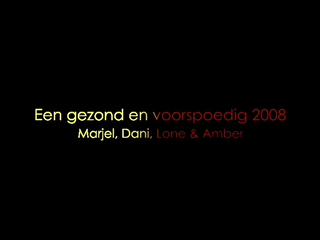 Een gezond en voorspoedig 2008
Marjel, Dani, Lone & Amber